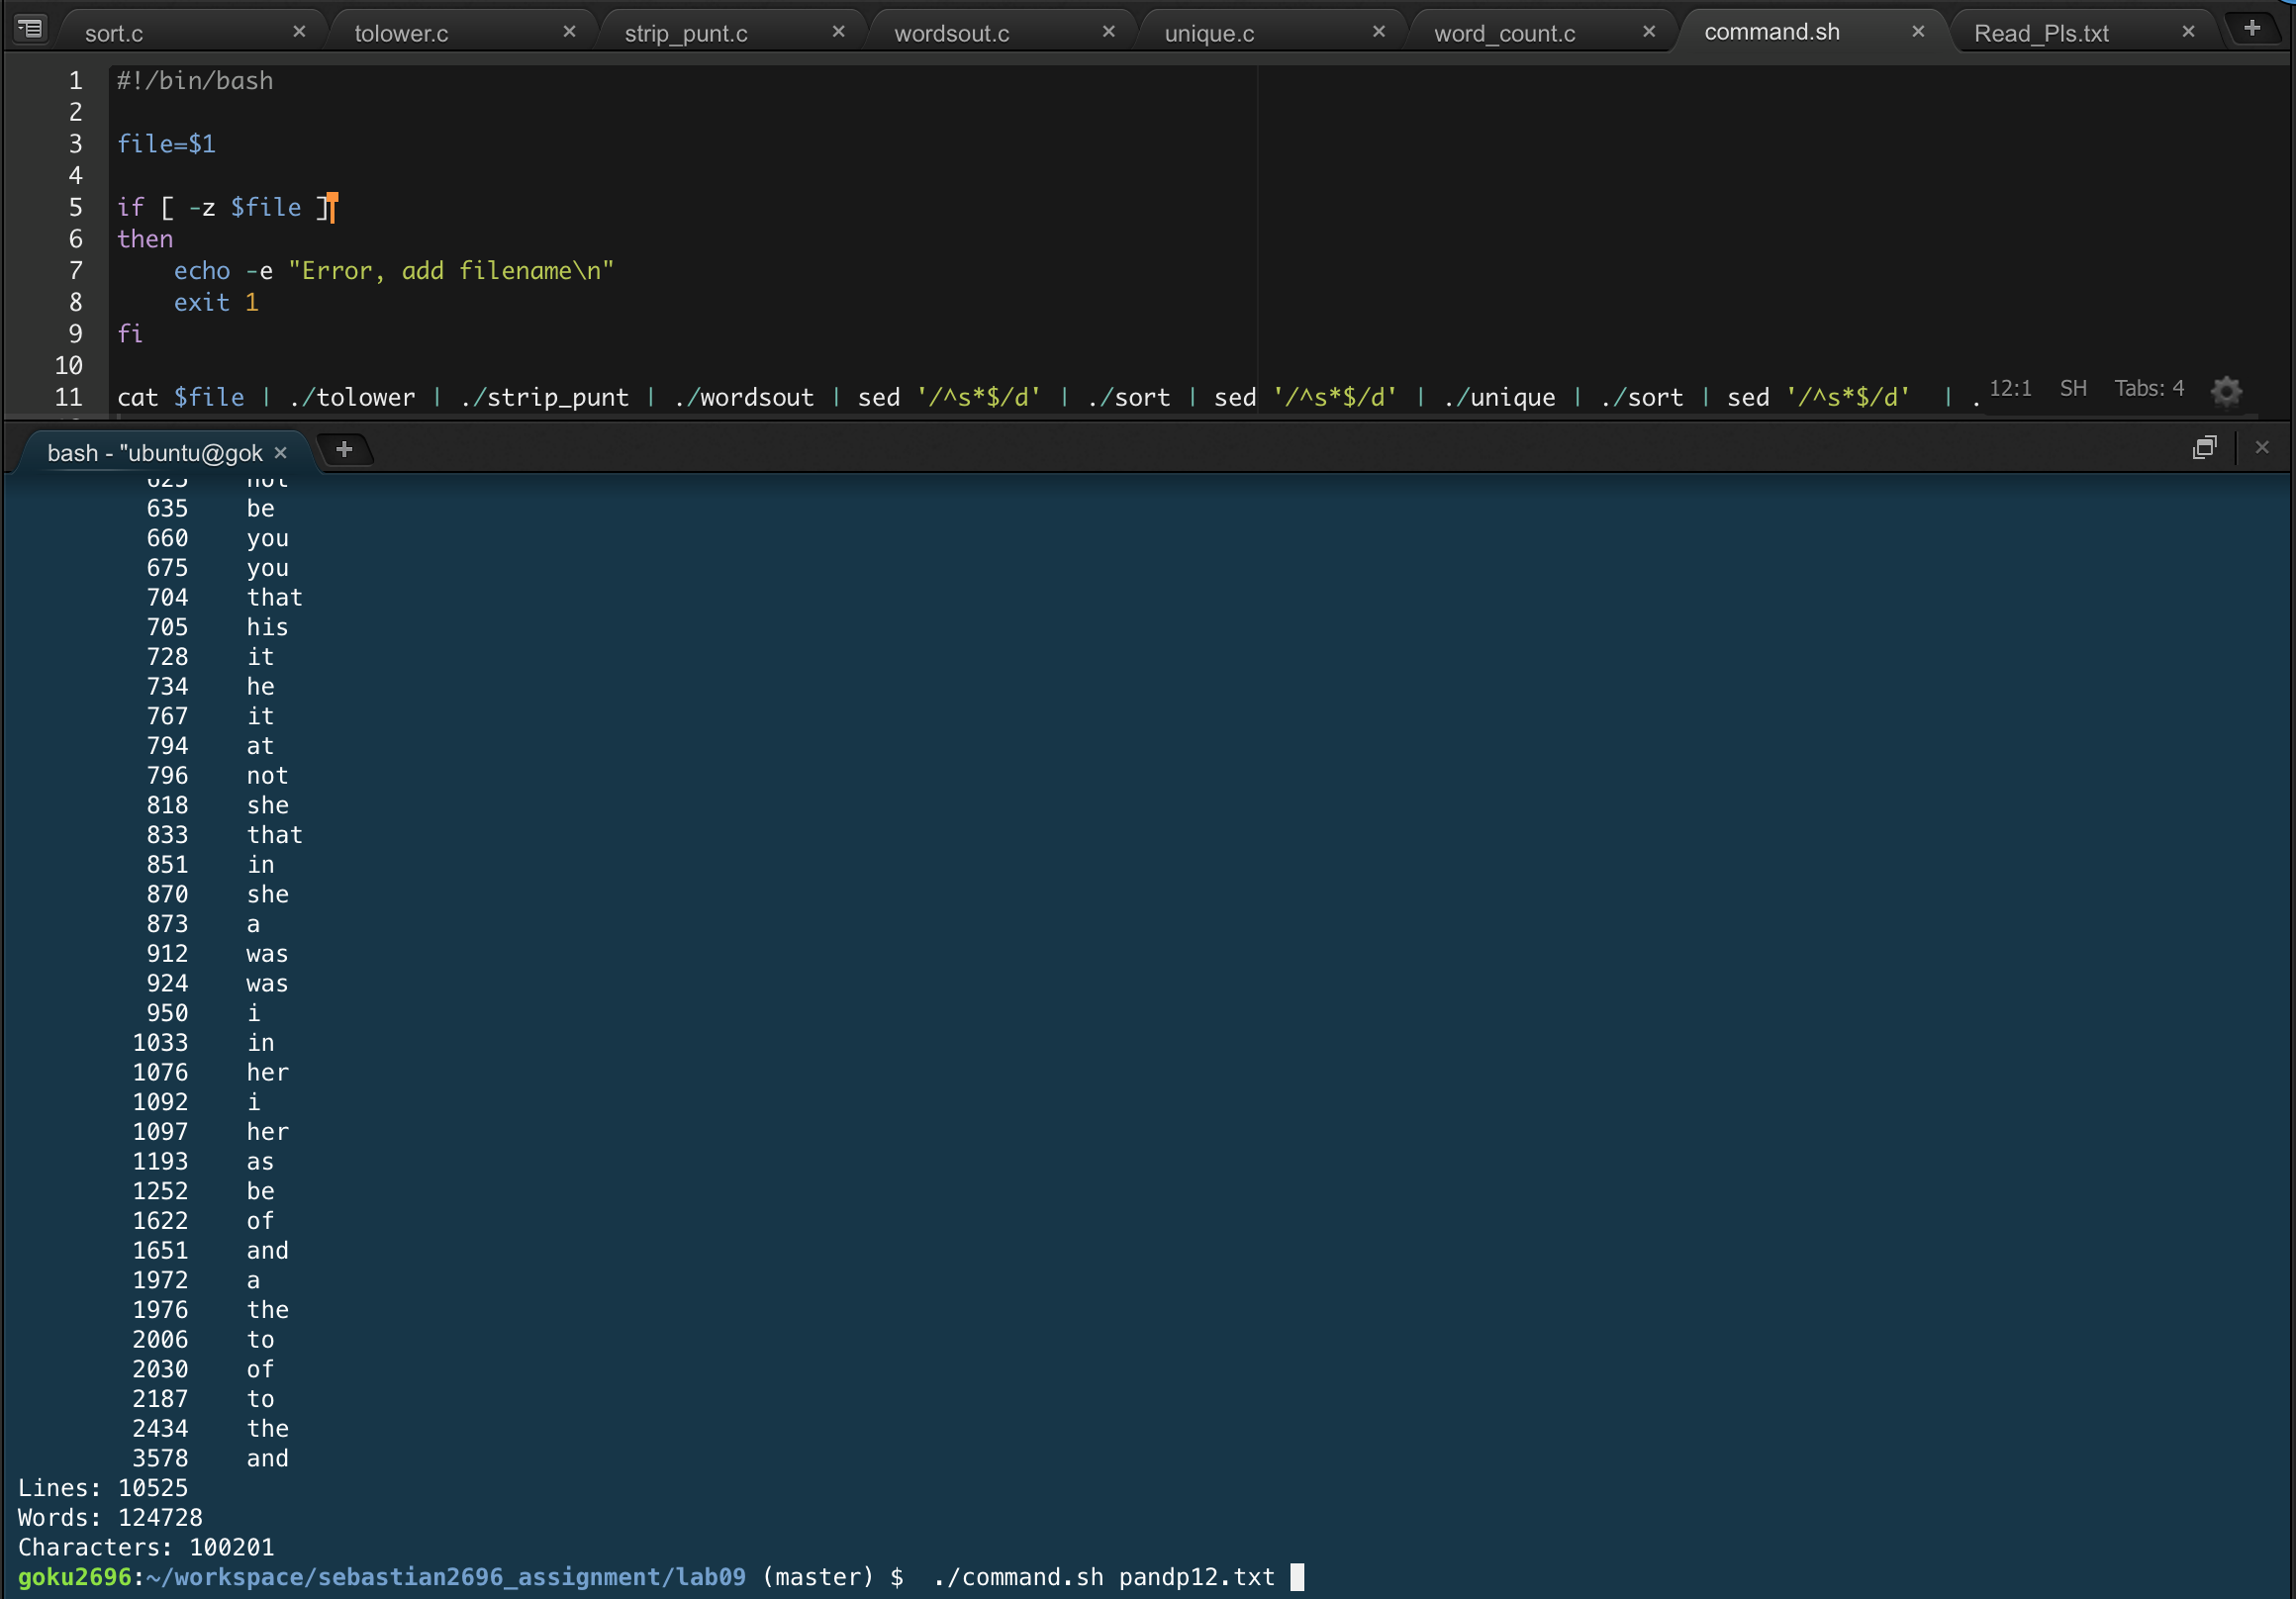 sort.c × tolower.c × strip_punt.c × wordsout.c × unique.c × word_count.c × command.sh × Read_Pls.txt × +
1 #!/bin/bash
2
3 file=$1
4
5 if [ -z $file ]
6 then
7     echo -e "Error, add filename\n"
8     exit 1
9 fi
10
11 cat $file | ./tolower | ./strip_punt | ./wordsout | sed '/^s*$/d' | ./sort | sed '/^s*$/d' | ./unique | ./sort | sed '/^s*$/d'  | .
12:1 SH Tabs: 4
bash - "ubuntu@gok × +
625 not
635 be
660 you
675 you
704 that
705 his
728 it
734 he
767 it
794 at
796 not
818 she
833 that
851 in
870 she
873 a
912 was
924 was
950 i
1033 in
1076 her
1092 i
1097 her
1193 as
1252 be
1622 of
1651 and
1972 a
1976 the
2006 to
2030 of
2187 to
2434 the
3578 and
Lines: 10525
Words: 124728
Characters: 100201
goku2696:~/workspace/sebastian2696_assignment/lab09 (master) $  ./command.sh pandp12.txt